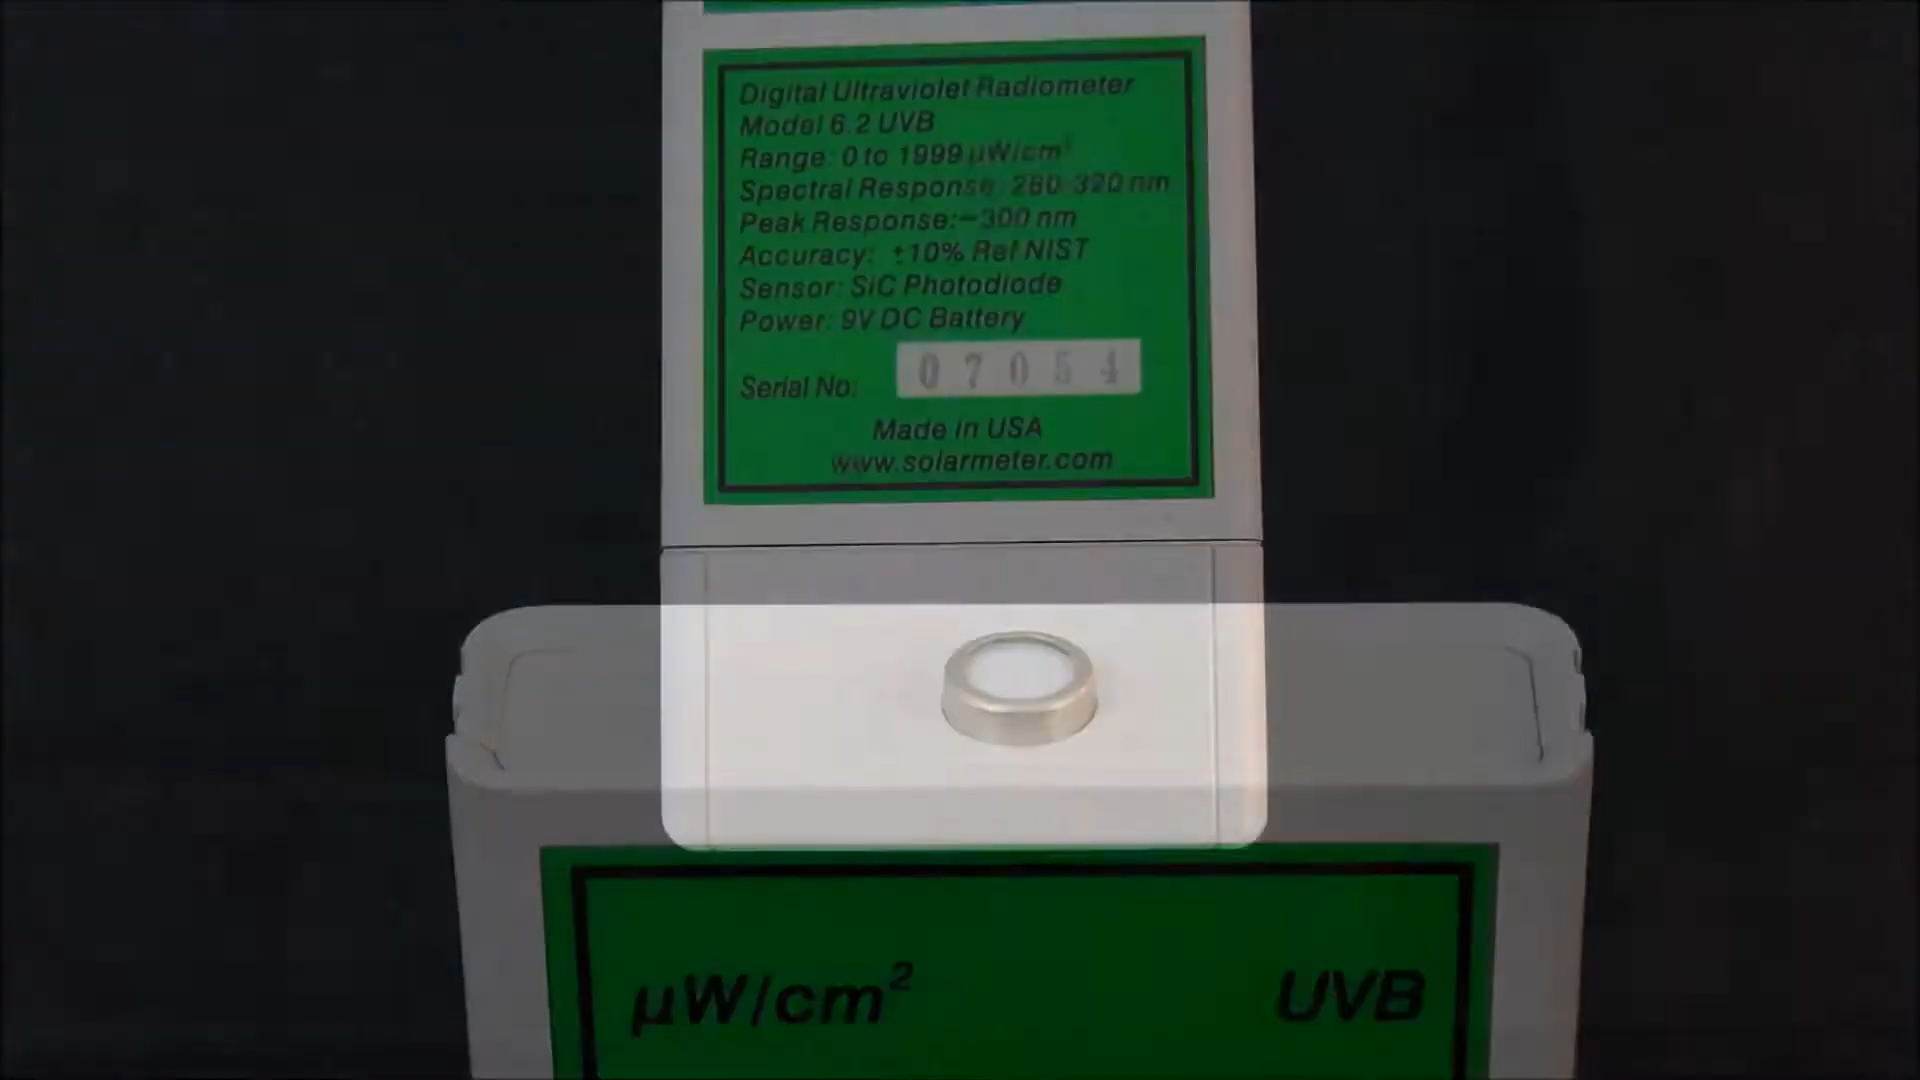 Digital Ultraviolet Radiometer
Model 6.2 UVB
Range: 0 to 1999 µW/cm²
Spectral Response: 280-320 nm
Peak Response:~300 nm
Accuracy: ±10% Ref NIST
Sensor: SiC Photodiode
Power: 9V DC Battery
Serial No: 07054
Made in USA
www.solarmeter.com
µW/cm² UVB